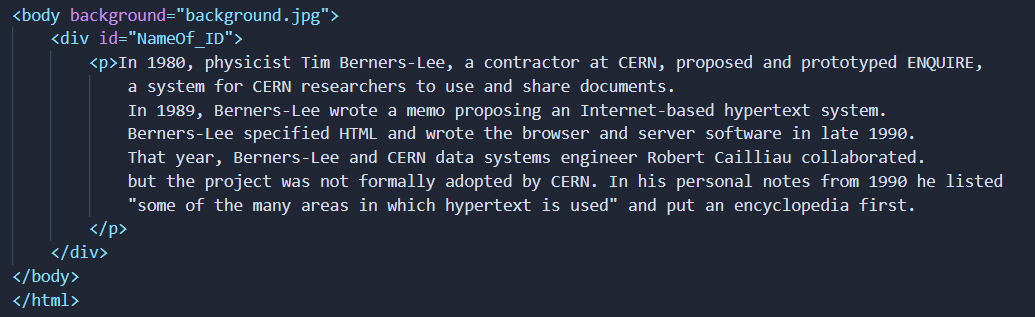 <body background="background.jpg">
<div id="NameOf_ID">
<p>In 1980, physicist Tim Berners-Lee, a contractor at CERN, proposed and prototyped ENQUIRE,
a system for CERN researchers to use and share documents.
In 1989, Berners-Lee wrote a memo proposing an Internet-based hypertext system.
Berners-Lee specified HTML and wrote the browser and server software in late 1990.
That year, Berners-Lee and CERN data systems engineer Robert Cailliau collaborated.
but the project was not formally adopted by CERN. In his personal notes from 1990 he listed
"some of the many areas in which hypertext is used" and put an encyclopedia first.
</p>
</div>
</body>
</html>